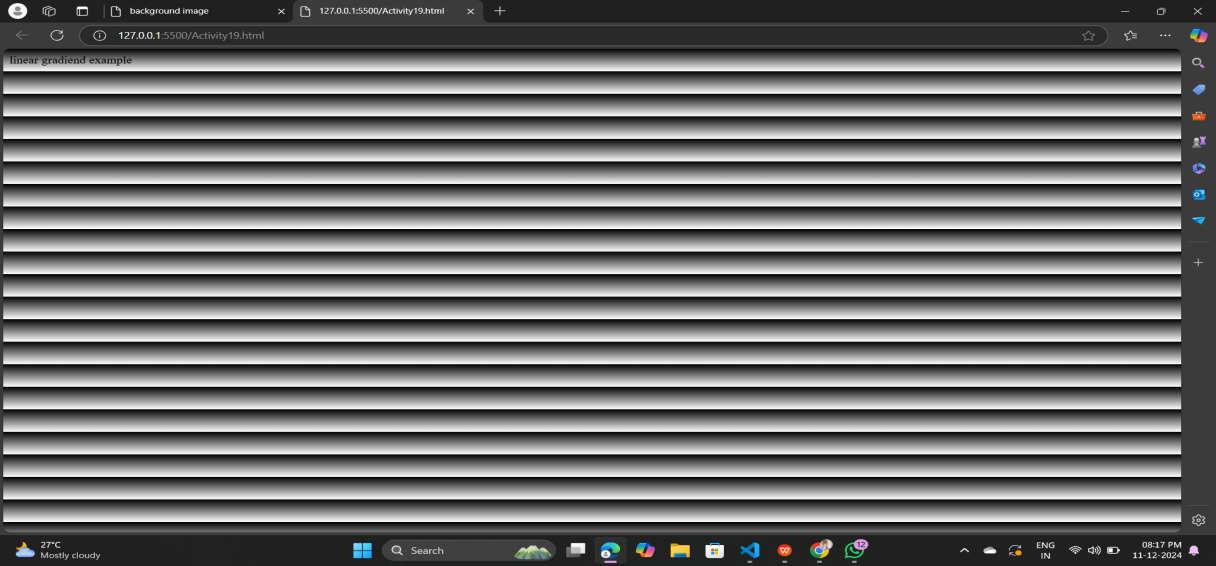 background image
127.0.0.1:5500/Activity19.html
127.0.0.1:5500/Activity19.html
linear gradiend example
27°C
Mostly cloudy
Search
12
ENG
IN
08:17 PM
11-12-2024